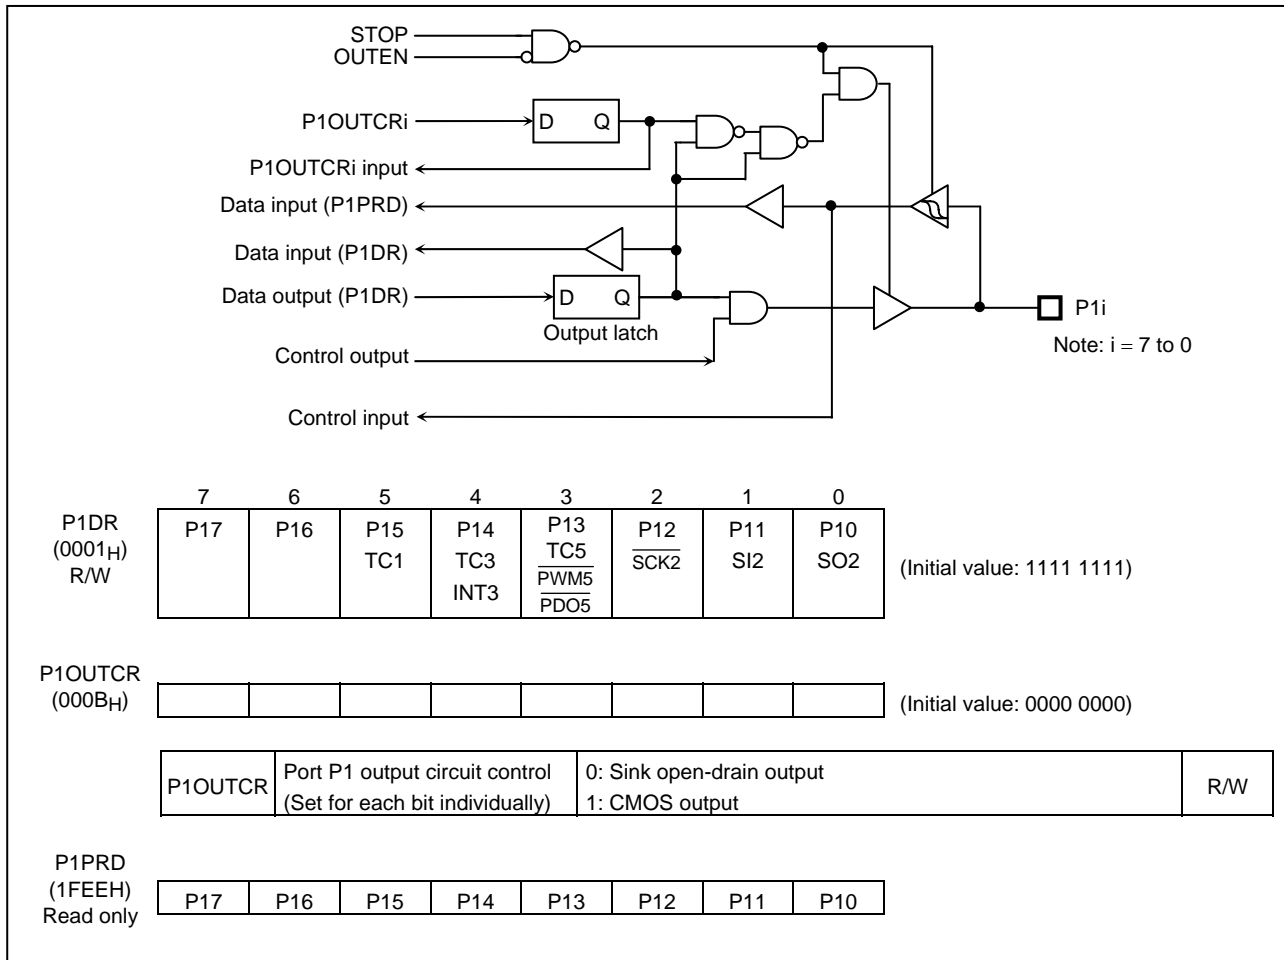 STOP
OUTEN
P1OUTCRi
D Q
P1OUTCRi input
Data input (P1PRD)
Data input (P1DR)
Data output (P1DR)
D Q
Output latch
P1i
Note: i = 7 to 0
Control output
Control input
7 6 5 4 3 2 1 0
P1DR
(0001H)
R/W
P17 P16 P15 P14 P13 P12 P11 P10
TC1 TC3 TC5 SCK2 SI2 SO2
INT3 PWM5
PDO5
(Initial value: 1111 1111)
P1OUTCR
(000BH)
(Initial value: 0000 0000)
P1OUTCR
Port P1 output circuit control
(Set for each bit individually)
0: Sink open-drain output
1: CMOS output
R/W
P1PRD
(1FEEH)
Read only
P17 P16 P15 P14 P13 P12 P11 P10